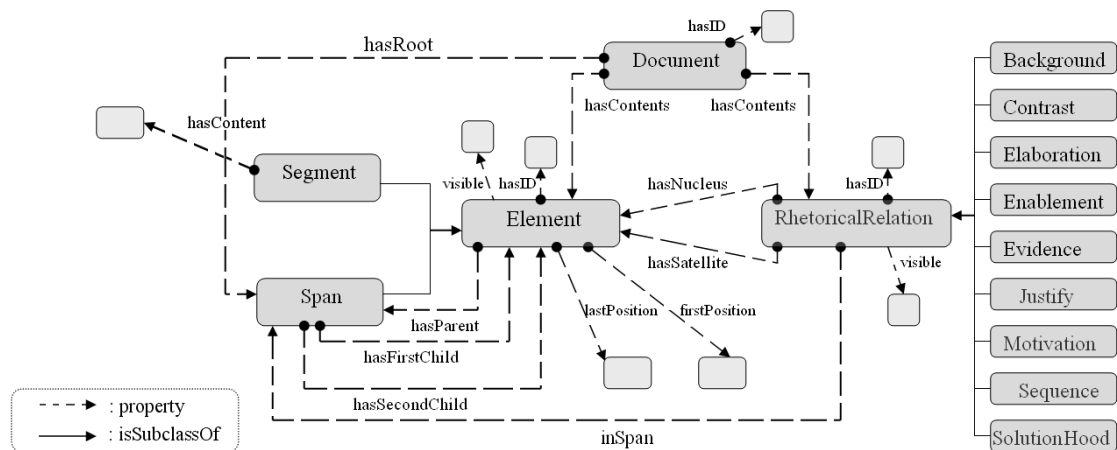 hasID
hasRoot
Document
Background
hasContents
hasContents
Contrast
hasContent
Elaboration
Segment
visible
hasID
hasNucleus
hasID
Enablement
Element
RhetoricalRelation
Evidence
hasSatellite
visible
Span
Justify
hasParent
lastPosition
firstPosition
Motivation
hasFirstChild
Sequence
: property
hasSecondChild
: isSubclassOf
inSpan
SolutionHood